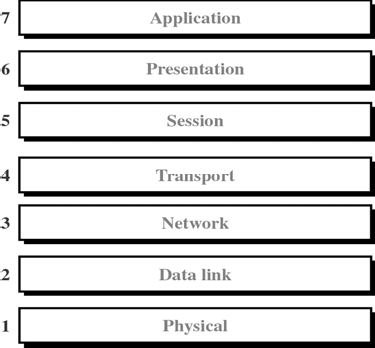 7 Application
6 Presentation
5 Session
4 Transport
3 Network
2 Data link
1 Physical